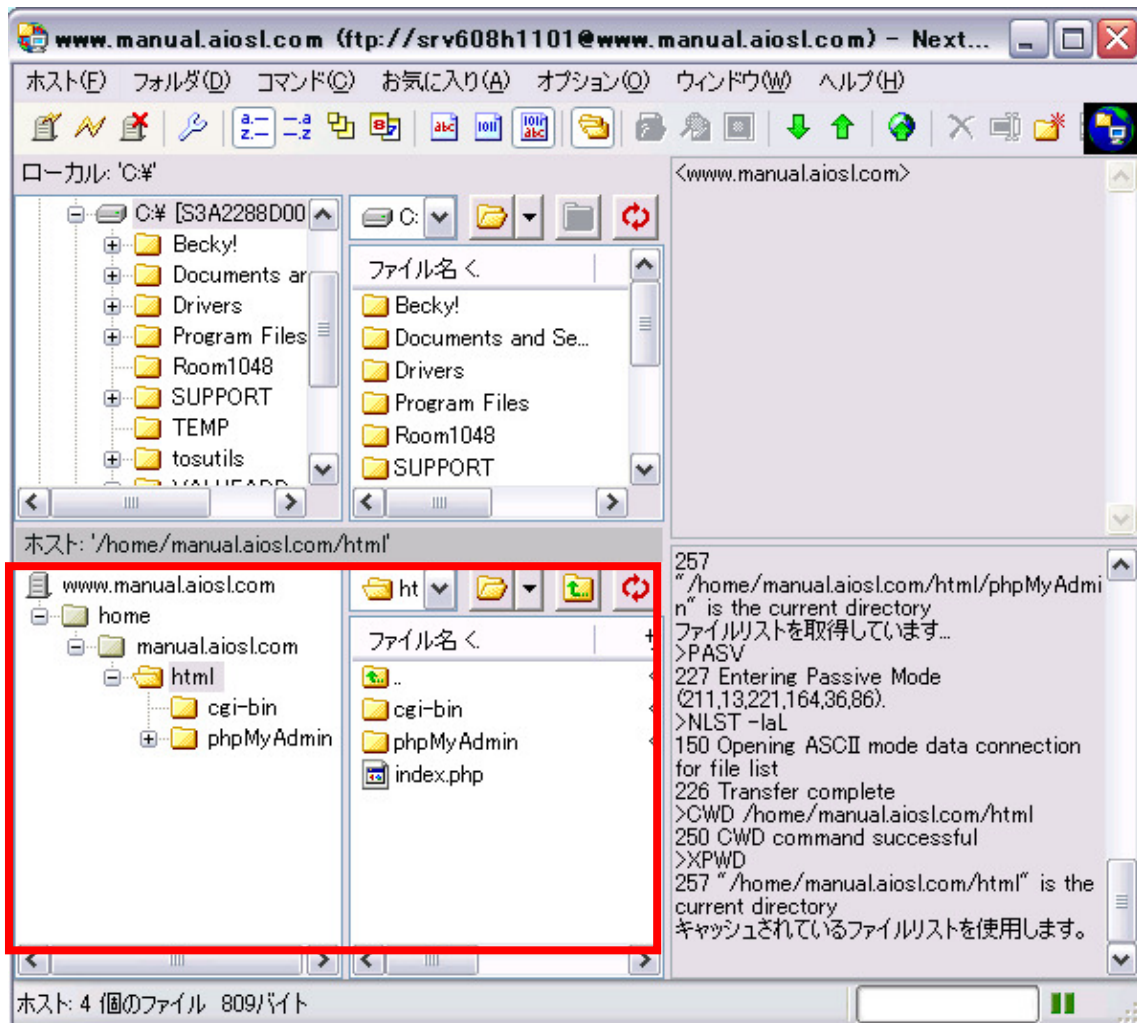 www.manual.aiosl.com (ftp://srv608h1101@www.manual.aiosl.com) - Next...
ホスト(F) フォルダ(D) コマンド(C) お気に入り(A) オプション(O) ウィンドウ(W) ヘルプ(H)
ローカル: 'C:¥'
C:¥ [S3A2288D00
Becky!
Documents ar
Drivers
Program Files
Room1048
SUPPORT
TEMP
tosutils
VALUEADD
C:
ファイル名 <
Becky!
Documents and Se...
Drivers
Program Files
Room1048
SUPPORT
<www.manual.aiosl.com>
ホスト: '/home/manual.aiosl.com/html'
www.manual.aiosl.com
home
manual.aiosl.com
html
cgi-bin
phpMyAdmin
ht
ファイル名 <
..
cgi-bin
phpMyAdmin
index.php
257
"/home/manual.aiosl.com/html/phpMyAdmi
n" is the current directory
ファイルリストを取得しています...
>PASV
227 Entering Passive Mode
(211,13,221,164,36,86).
>NLST -laL
150 Opening ASCII mode data connection
for file list
226 Transfer complete
>CWD /home/manual.aiosl.com/html
250 CWD command successful
>XPWD
257 "/home/manual.aiosl.com/html" is the
current directory
キャッシュされているファイルリストを使用します。
ホスト: 4 個のファイル 809バイト